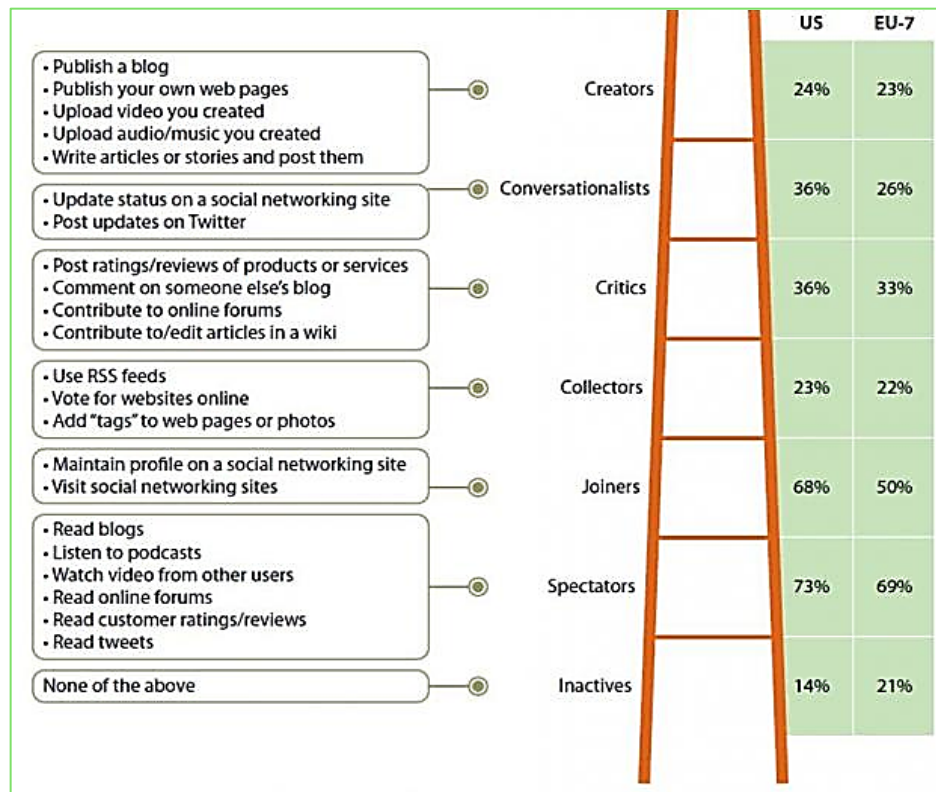 US EU-7
• Publish a blog
• Publish your own web pages
• Upload video you created
• Upload audio/music you created
• Write articles or stories and post them
Creators 24% 23%
• Update status on a social networking site
• Post updates on Twitter
Conversationalists 36% 26%
• Post ratings/reviews of products or services
• Comment on someone else's blog
• Contribute to online forums
• Contribute to/edit articles in a wiki
Critics 36% 33%
• Use RSS feeds
• Vote for websites online
• Add "tags" to web pages or photos
Collectors 23% 22%
• Maintain profile on a social networking site
• Visit social networking sites
Joiners 68% 50%
• Read blogs
• Listen to podcasts
• Watch video from other users
• Read online forums
• Read customer ratings/reviews
• Read tweets
Spectators 73% 69%
None of the above
Inactives 14% 21%